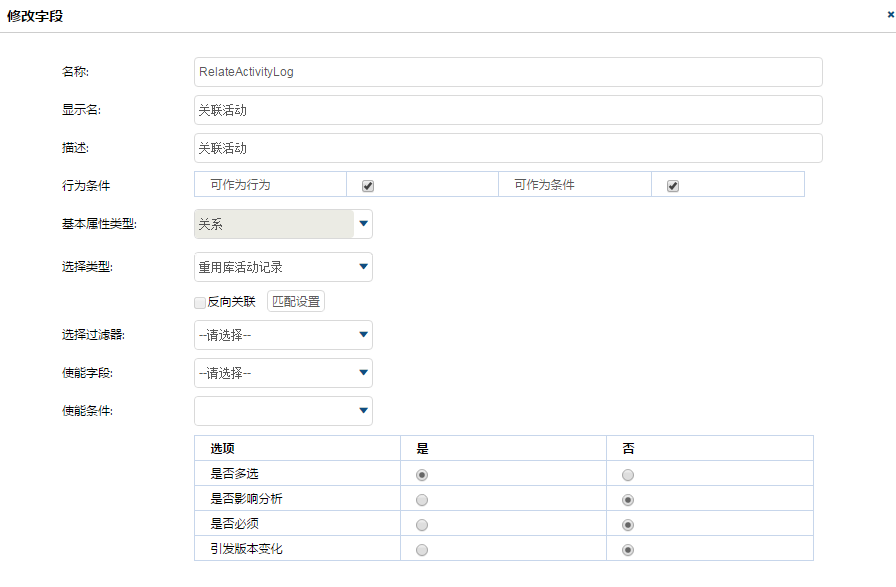 修改字段
名称: RelateActivityLog
显示名: 关联活动
描述: 关联活动
行为条件 可作为行为 可作为条件
基本属性类型: 关系
选择类型: 重用库活动记录
反向关联 匹配设置
选择过滤器: --请选择--
使能字段: --请选择--
使能条件:
选项 是 否
是否多选
是否影响分析
是否必须
引发版本变化